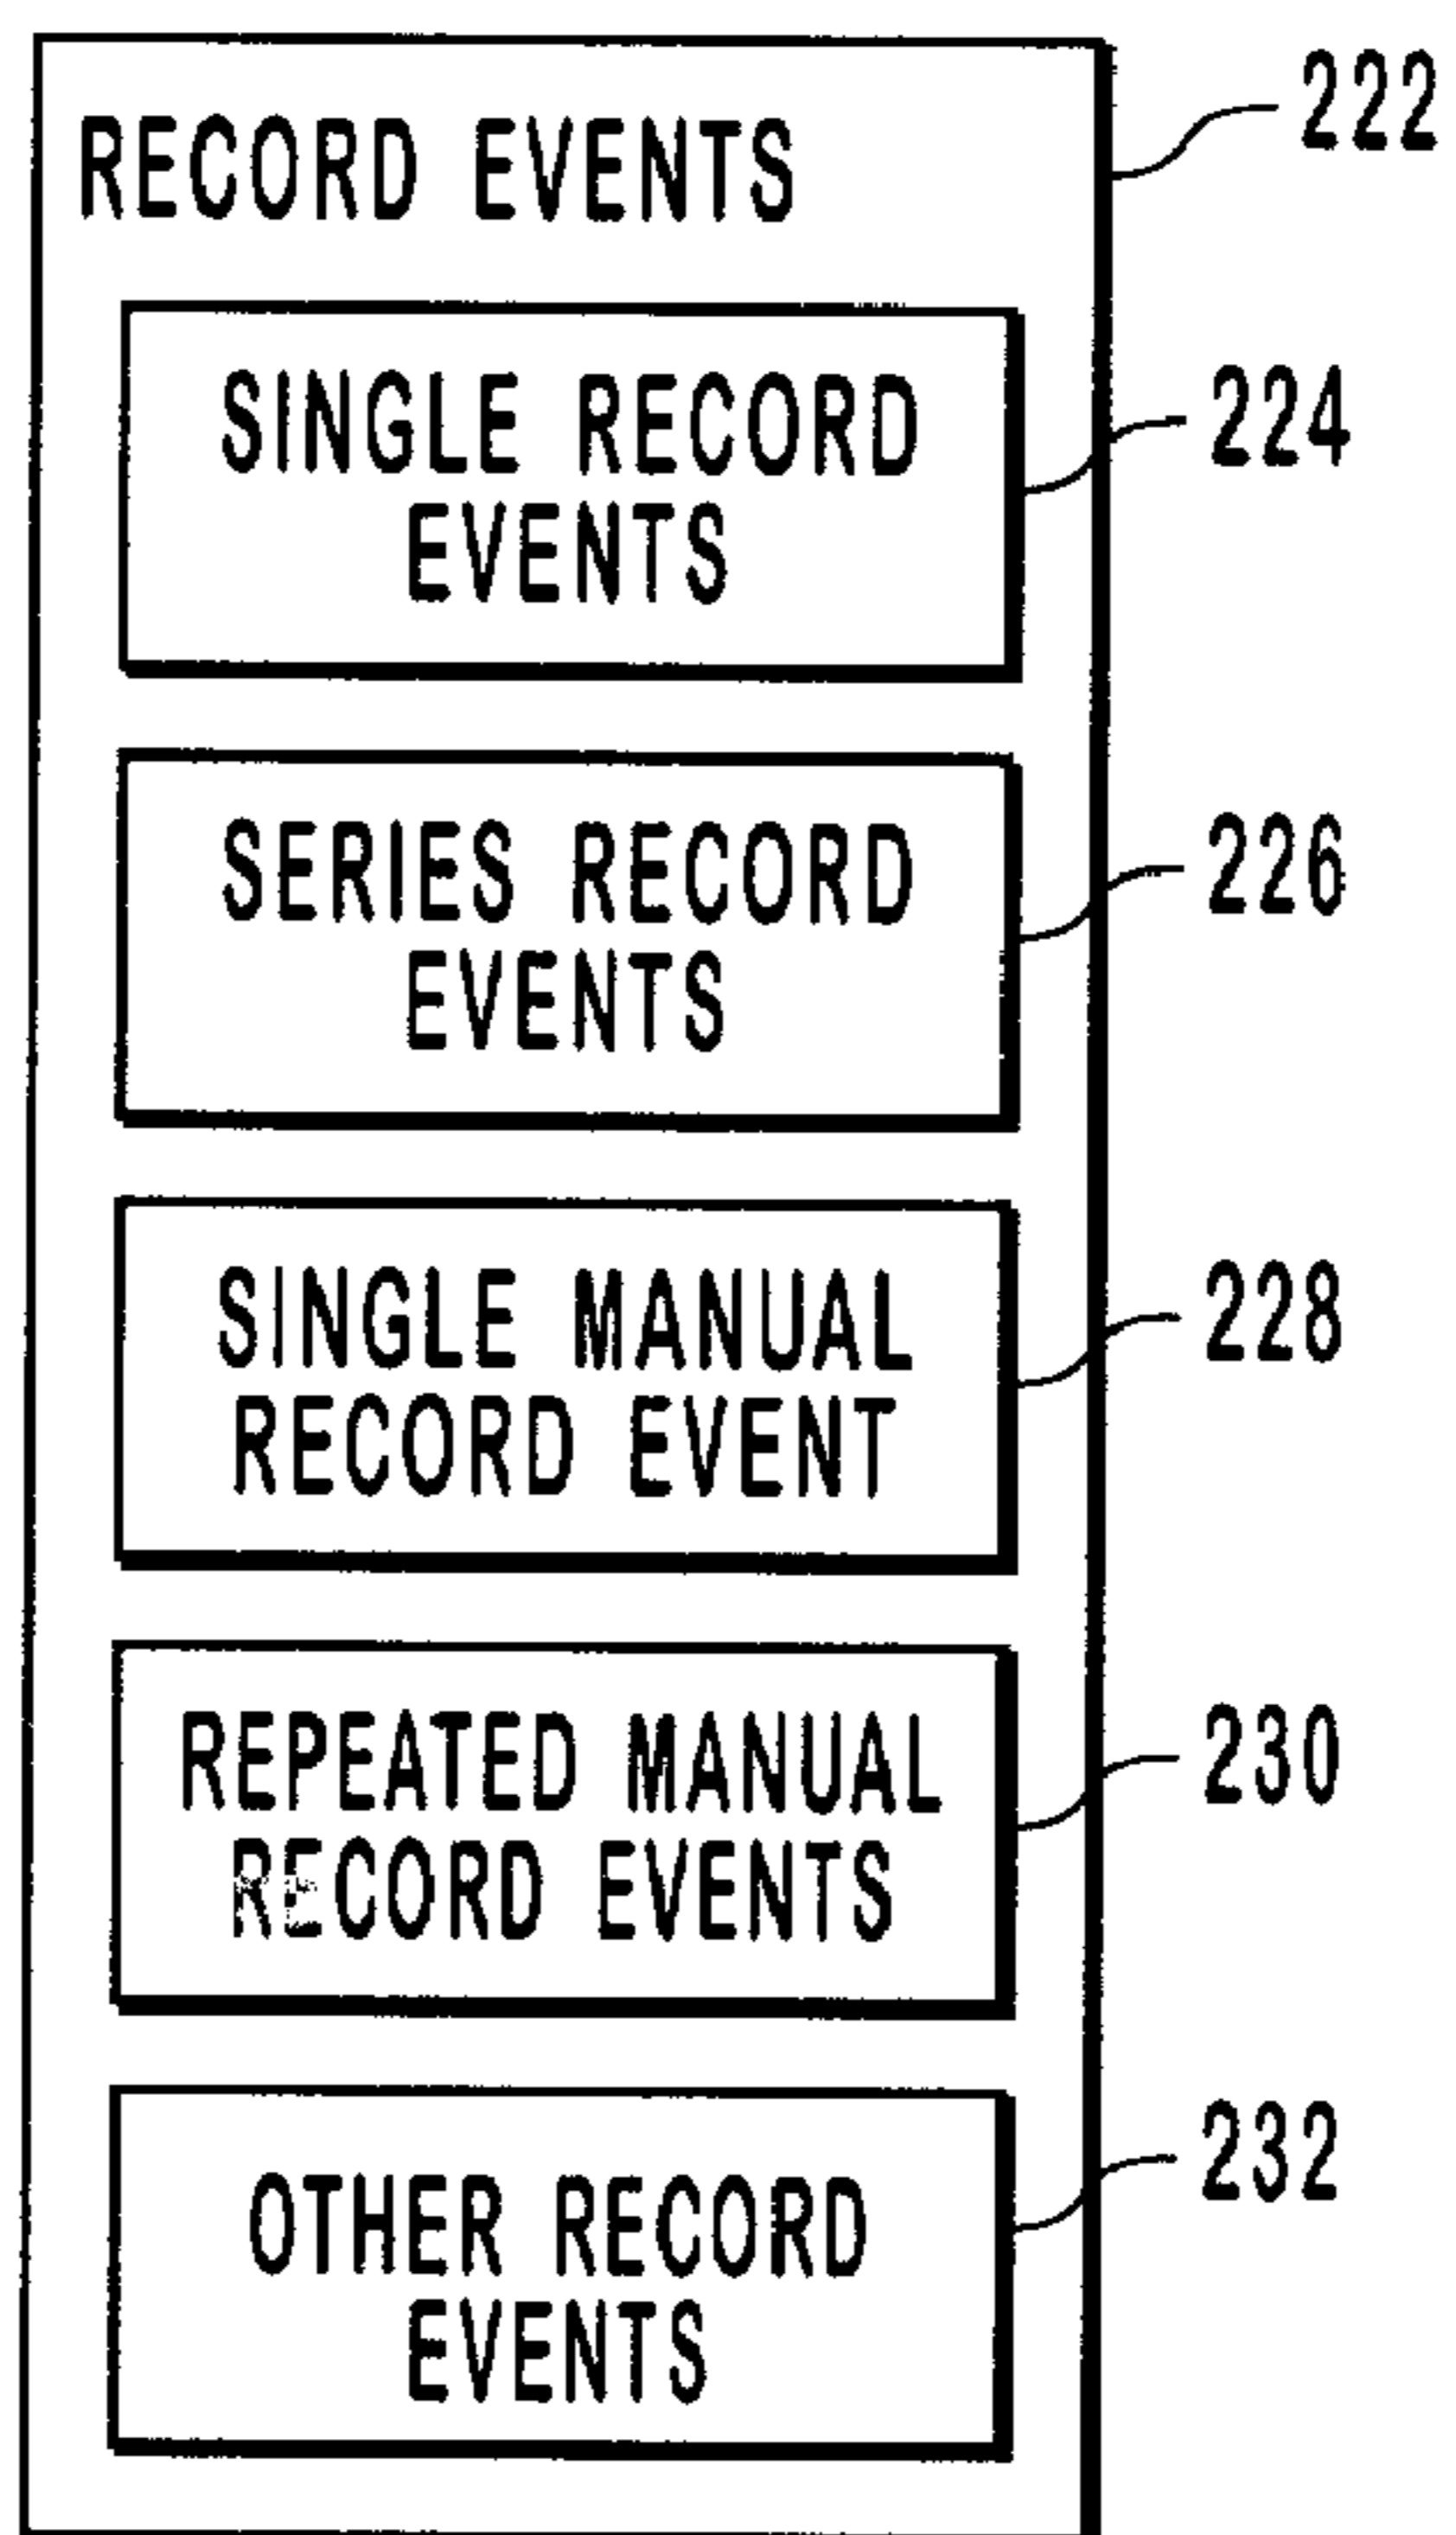 RECORD EVENTS
222
SINGLE RECORD
EVENTS
224
SERIES RECORD
EVENTS
226
SINGLE MANUAL
RECORD EVENT
228
REPEATED MANUAL
RECORD EVENTS
230
OTHER RECORD
EVENTS
232